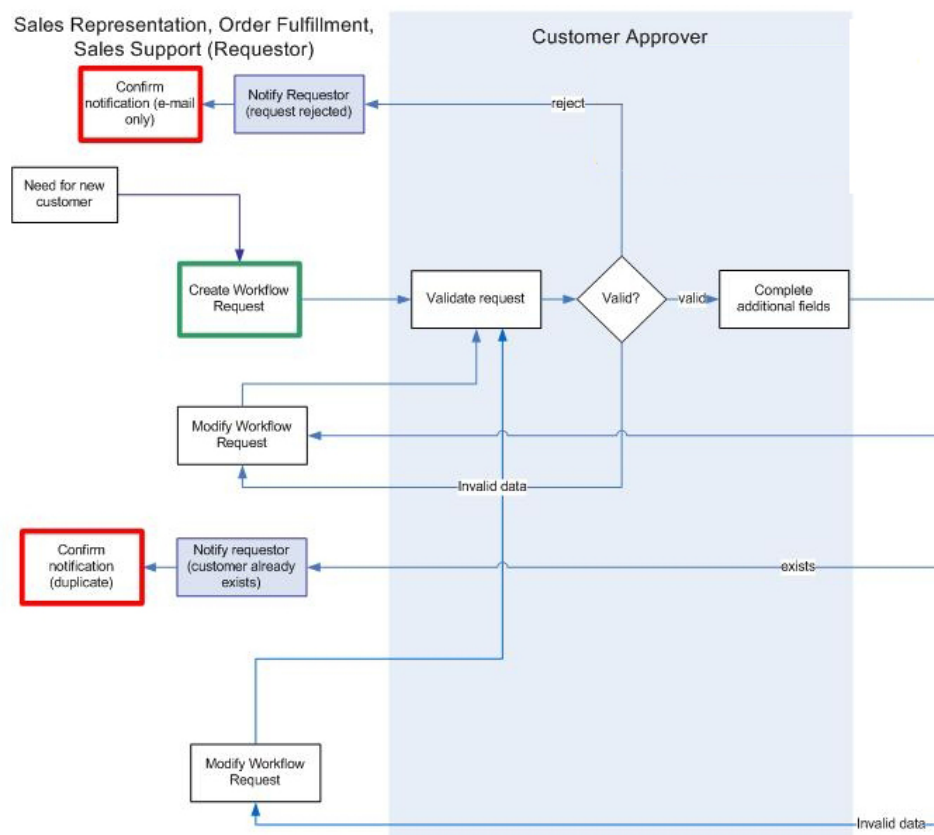 Sales Representation, Order Fulfillment,
Sales Support (Requestor)
Customer Approver
Confirm
notification (e-mail
only)
Notify Requestor
(request rejected)
reject
Need for new
customer
Create Workflow
Request
Validate request
Valid?
valid
Complete
additional fields
Modify Workflow
Request
Invalid data
Confirm
notification
(duplicate)
Notify requestor
(customer already
exists)
exists
Modify Workflow
Request
Invalid data